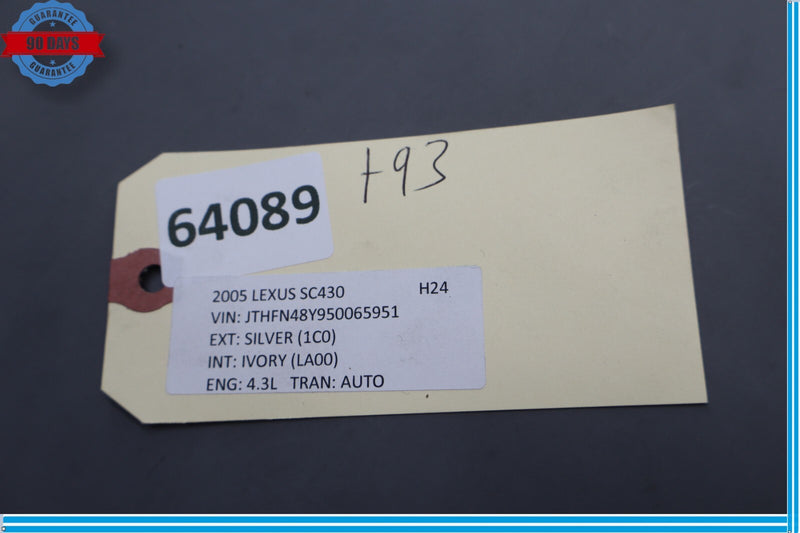 GUARANTEE
90 DAYS
GUARANTEE
t93
64089
2005 LEXUS SC430 H24
VIN: JTHFN48Y950065951
EXT: SILVER (1C0)
INT: IVORY (LA00)
ENG: 4.3L TRAN: AUTO